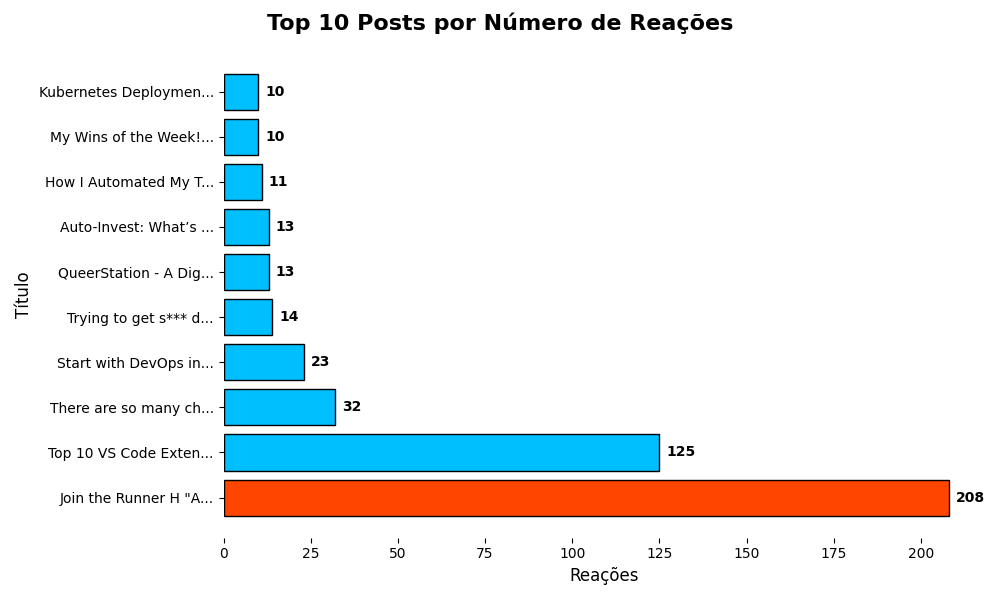 Top 10 Posts por Número de Reações
Kubernetes Deploymen... 10
My Wins of the Week!... 10
How I Automated My T... 11
Auto-Invest: What’s ... 13
QueerStation - A Dig... 13
Trying to get s*** d... 14
Start with DevOps in... 23
There are so many ch... 32
Top 10 VS Code Exten... 125
Join the Runner H "A... 208
Título
0 25 50 75 100 125 150 175 200
Reações